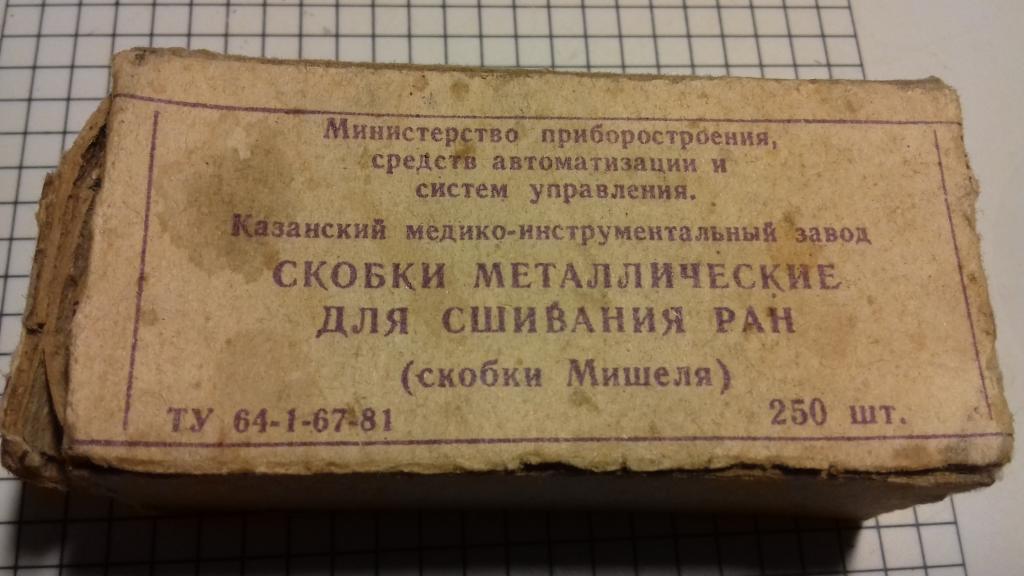 Министерство приборостроения,
средств автоматизации и
систем управления.
Казанский медико-инструментальный завод
СКОБКИ МЕТАЛЛИЧЕСКИЕ
ДЛЯ СШИВАНИЯ РАН
(скобки Мишеля)
ТУ 64-1-67-81
250 шт.